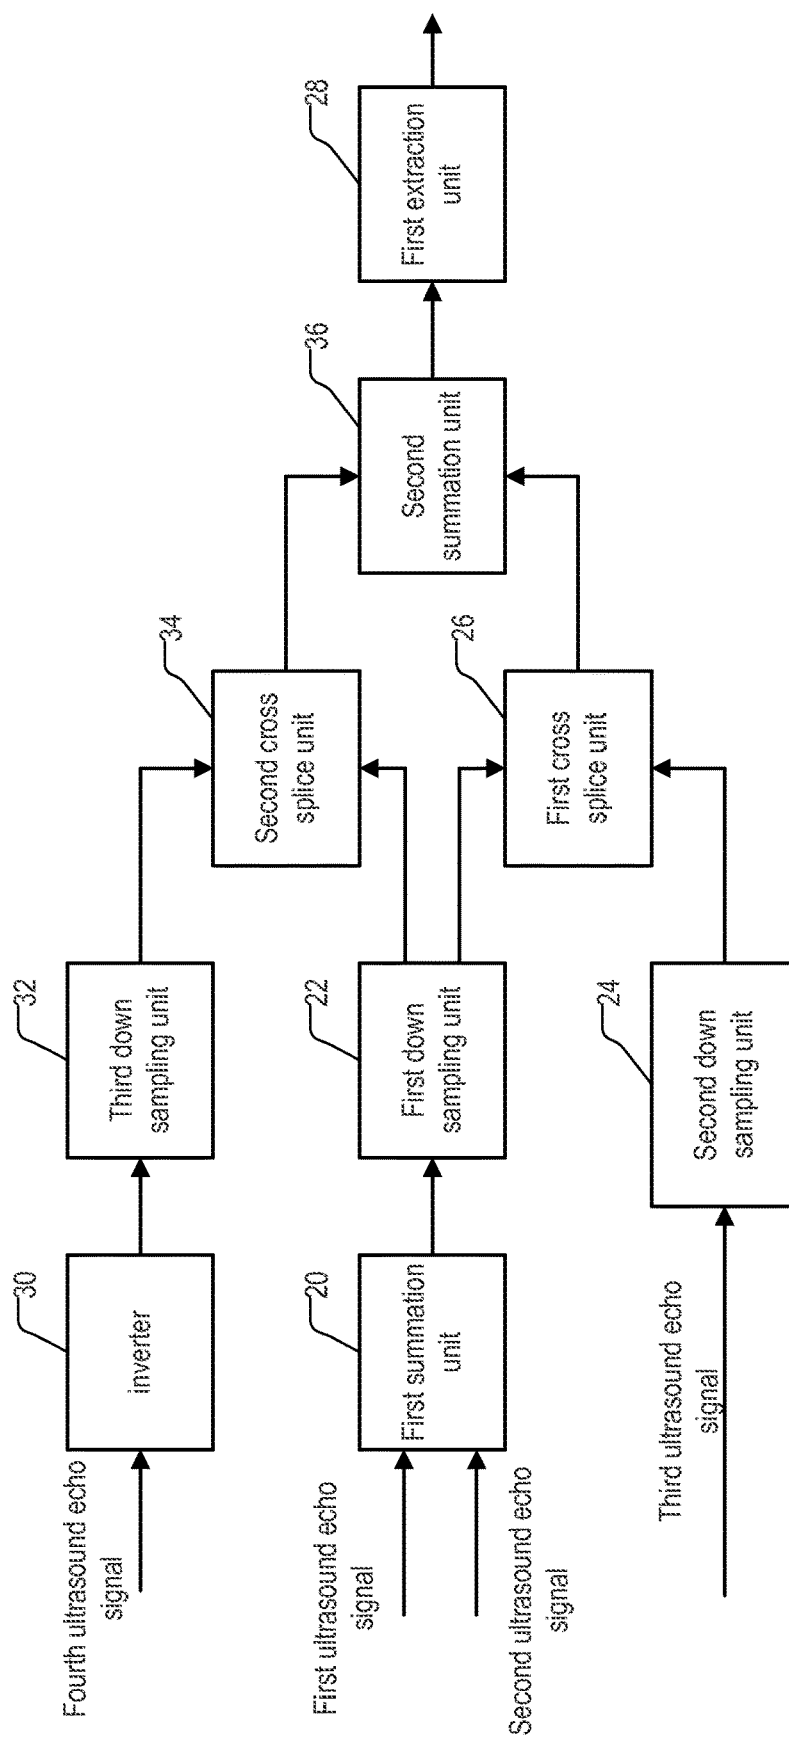 Fourth ultrasound echo
signal
30
inverter
32
Third down
sampling unit
34
Second cross
splice unit
First ultrasound echo
signal
Second ultrasound echo
signal
20
First summation
unit
22
First down
sampling unit
36
Second
summation unit
28
First extraction
unit
26
First cross
splice unit
Third ultrasound echo
signal
24
Second down
sampling unit